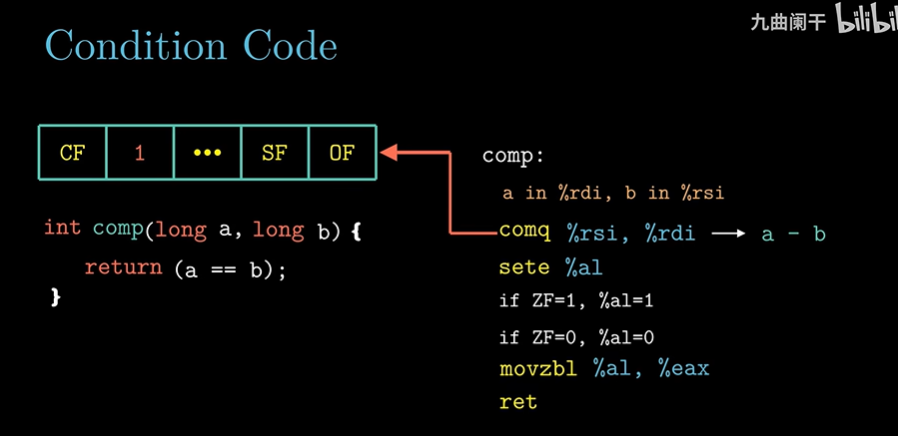 九曲阑干 bilibili
Condition Code
CF 1 ••• SF OF
comp:
a in %rdi, b in %rsi
comq %rsi, %rdi → a - b
sete %al
if ZF=1, %al=1
if ZF=0, %al=0
movzbl %al, %eax
ret
int comp(long a, long b) {
return (a == b);
}